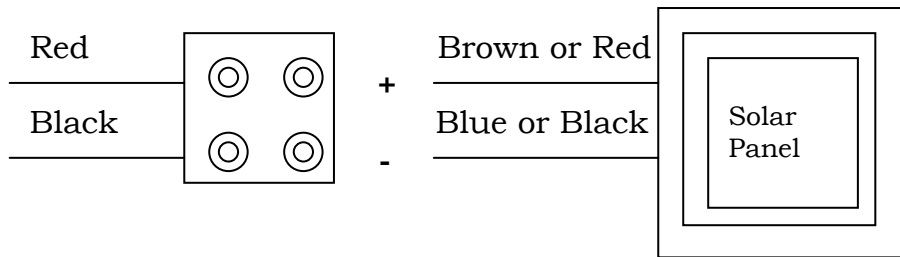 Red
Brown or Red
+
Black
Blue or Black
-
Solar
Panel